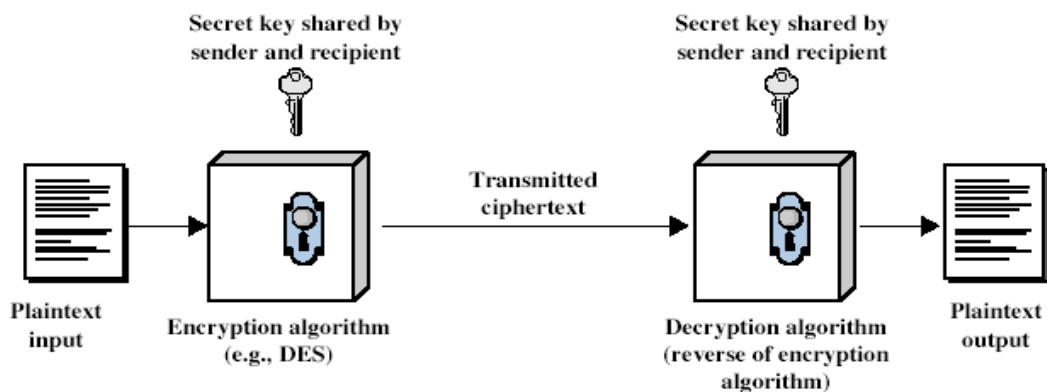 Secret key shared by
sender and recipient
Secret key shared by
sender and recipient
Transmitted
ciphertext
Plaintext
input
Encryption algorithm
(e.g., DES)
Decryption algorithm
(reverse of encryption
algorithm)
Plaintext
output